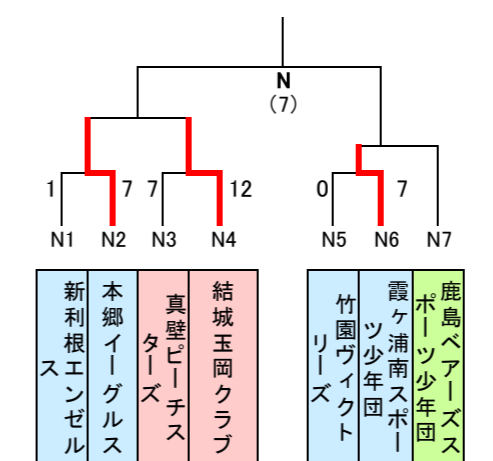 N
(7)
1
7
7
12
0
7
N1
N2
N3
N4
N5
N6
N7
新利根エンゼル
ス
本郷イーグルス
真壁ピーチス
ターズ
結城玉岡クラブ
竹園ヴィクト
リーズ
霞ヶ浦南スポー
ツ少年団
鹿島ベアーズス
ポーツ少年団